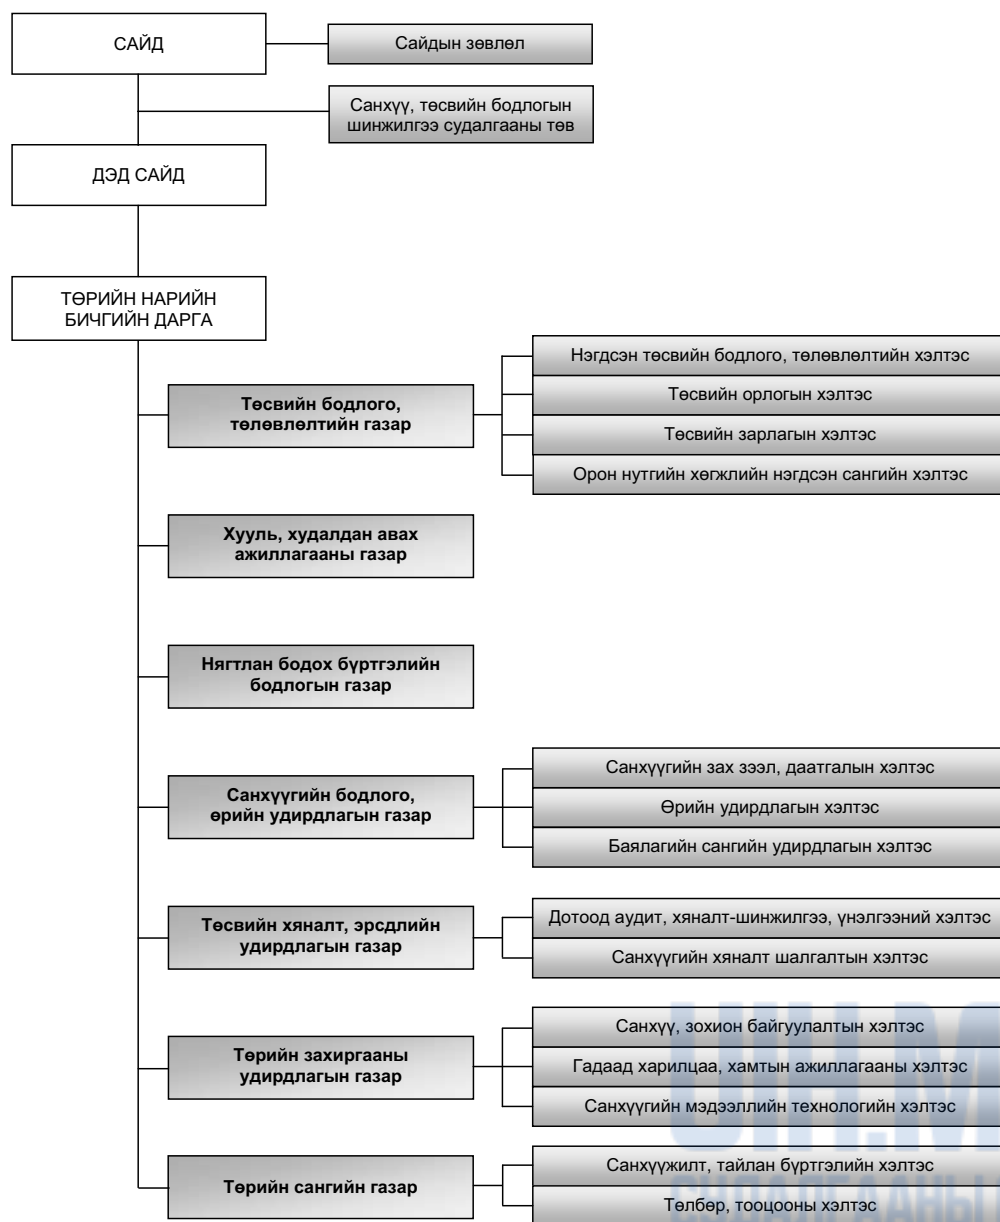 САЙД
Сайдын зөвлөл
Санхүү, төсвийн бодлогын
шинжилгээ судалгааны төв
ДЭД САЙД
ТӨРИЙН НАРИЙН
БИЧГИЙН ДАРГА
Төсвийн бодлого,
төлөвлөлтийн газар
Нэгдсэн төсвийн бодлого, төлөвлөлтийн хэлтэс
Төсвийн орлогын хэлтэс
Төсвийн зарлагын хэлтэс
Орон нутгийн хөгжлийн нэгдсэн сангийн хэлтэс
Хууль, худалдан авах
ажиллагааны газар
Нягтлан бодох бүртгэлийн
бодлогын газар
Санхүүгийн бодлого,
өрийн удирдлагын газар
Санхүүгийн зах зээл, даатгалын хэлтэс
Өрийн удирдлагын хэлтэс
Баялагийн сангийн удирдлагын хэлтэс
Төсвийн хяналт, эрсдлийн
удирдлагын газар
Дотоод аудит, хяналт-шинжилгээ, үнэлгээний хэлтэс
Санхүүгийн хяналт шалгалтын хэлтэс
Төрийн захиргааны
удирдлагын газар
Санхүү, зохион байгуулалтын хэлтэс
Гадаад харилцаа, хамтын ажиллагааны хэлтэс
Санхүүгийн мэдээллийн технологийн хэлтэс
Төрийн сангийн газар
Санхүүжилт, тайлан бүртгэлийн хэлтэс
Төлбөр, тооцооны хэлтэс
UIH.M